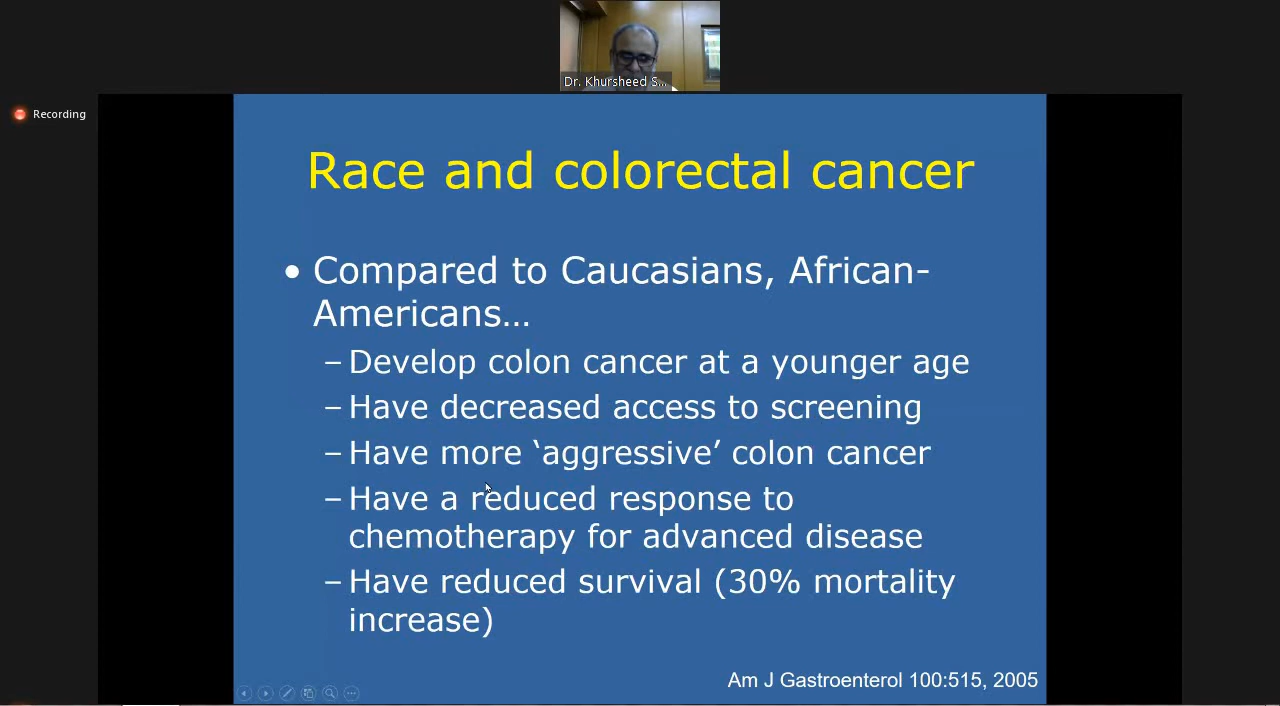 Dr. Khursheed S...
Recording
Race and colorectal cancer
• Compared to Caucasians, African-
Americans…
– Develop colon cancer at a younger age
– Have decreased access to screening
– Have more ‘aggressive’ colon cancer
– Have a reduced response to
chemotherapy for advanced disease
– Have reduced survival (30% mortality
increase)
Am J Gastroenterol 100:515, 2005